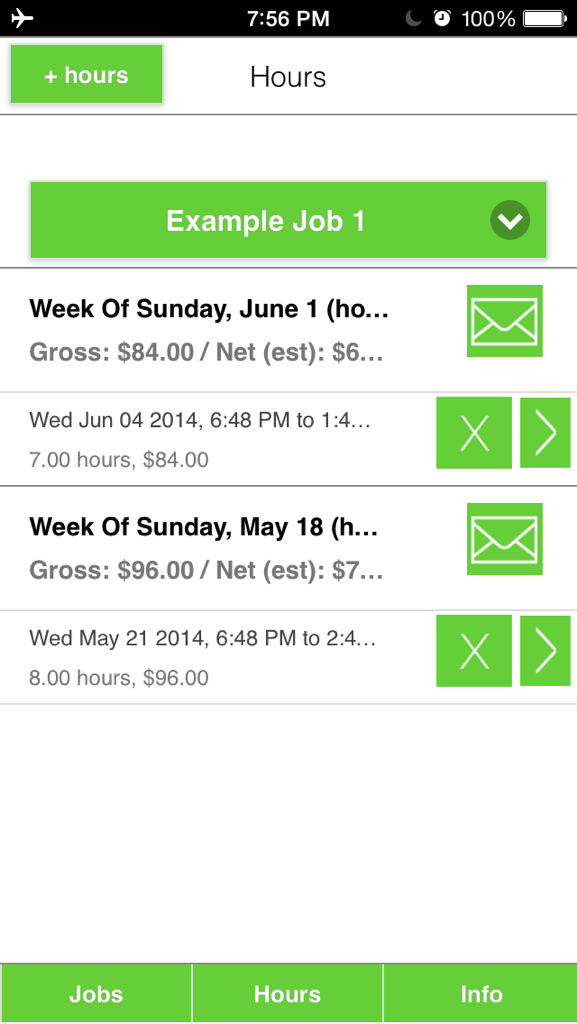 7:56 PM 100%
+ hours
Hours
Example Job 1
Week Of Sunday, June 1 (ho...
Gross: $84.00 / Net (est): $6...
Wed Jun 04 2014, 6:48 PM to 1:4...
7.00 hours, $84.00
X
Week Of Sunday, May 18 (h...
Gross: $96.00 / Net (est): $7...
Wed May 21 2014, 6:48 PM to 2:4...
8.00 hours, $96.00
X
Jobs Hours Info